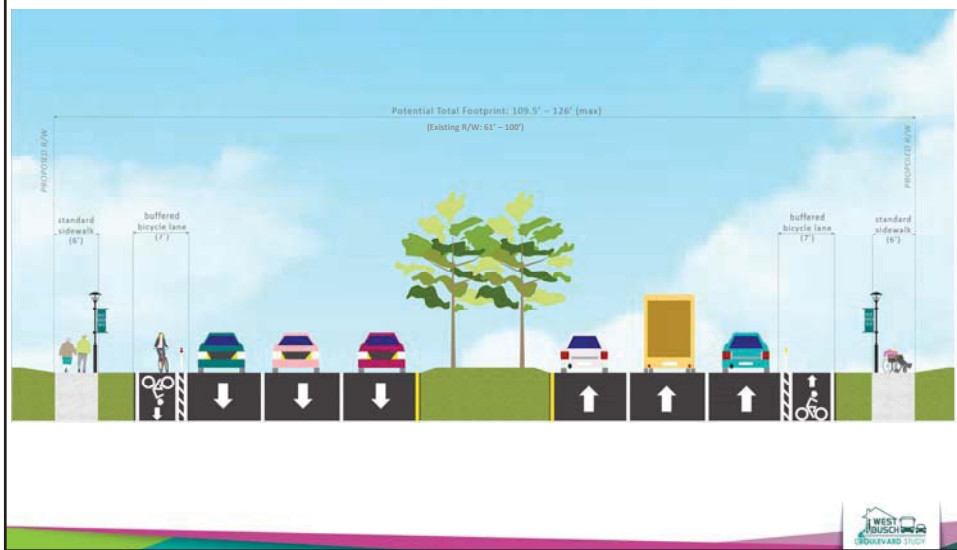 Potential Total Footprint: 109.5' – 126' (max)
(Existing R/W: 61' – 100')
PROPOSED R/W
PROPOSED R/W
standard
sidewalk
(6')
buffered
bicycle lane
(7')
buffered
bicycle lane
(7')
standard
sidewalk
(6')
WEST
BUSCH
BOULEVARD STUDY